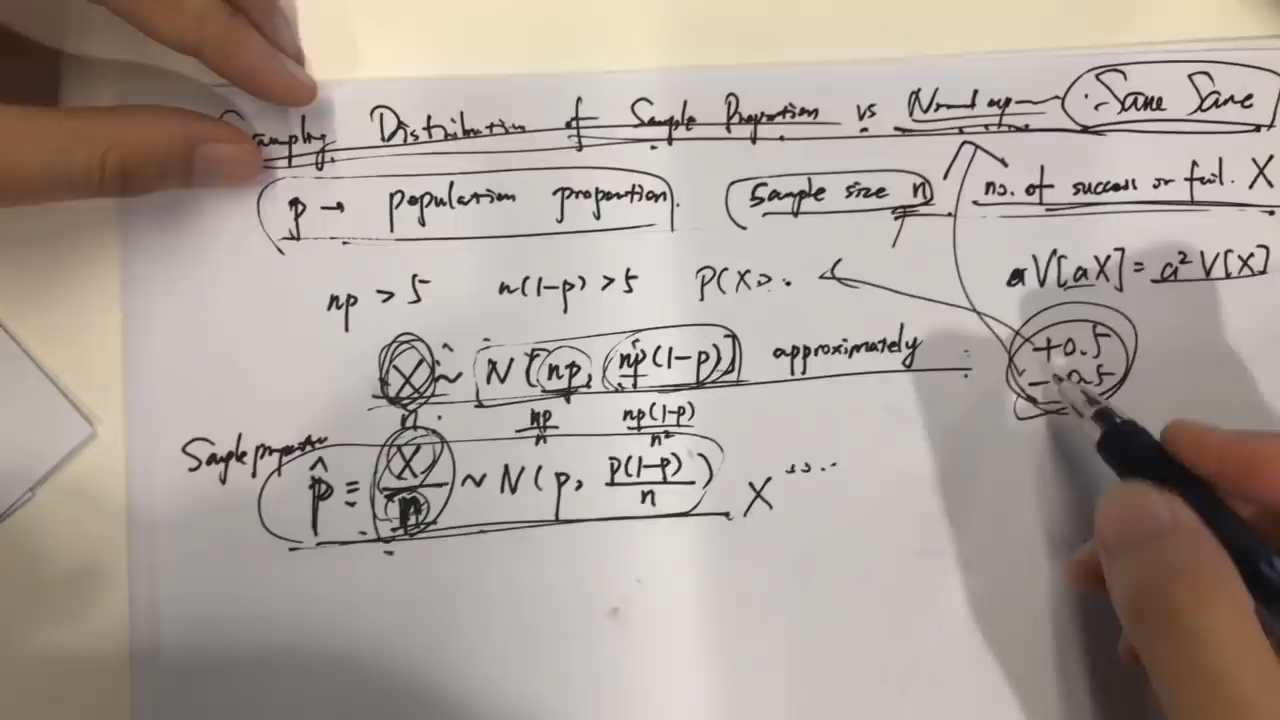 Sampling Distribution of Sample Proportion vs Normal app Same Same
p → population proportion. Sample size n no. of success or fail. X
aV[aX] = a²V[X]
np > 5 n(1-p) > 5 P(X>.
X ~ N[np, np(1-p)] approximately +0.5
-0.5
n np/n np(1-p)/n²
Sample proportion
p̂ = X/n ~ N(p, p(1-p)/n) X